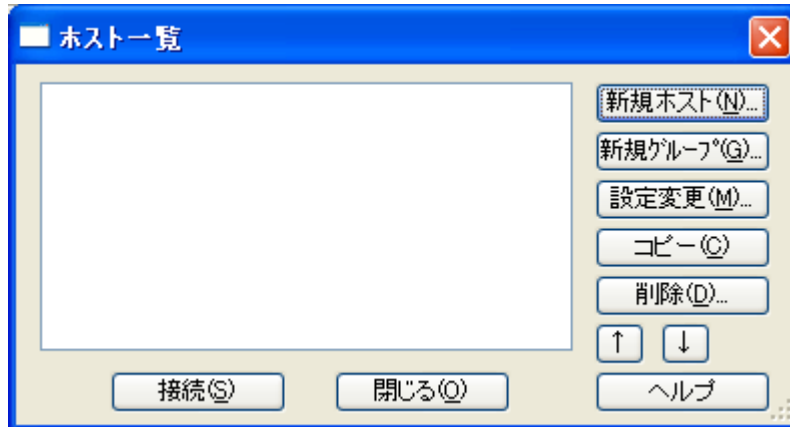 ホスト一覧
新規ホスト(N)...
新規ｸﾞﾙｰﾌﾟ(G)...
設定変更(M)...
コピー(C)
削除(D)...
↑ ↓
接続(S) 閉じる(O) ヘルプ